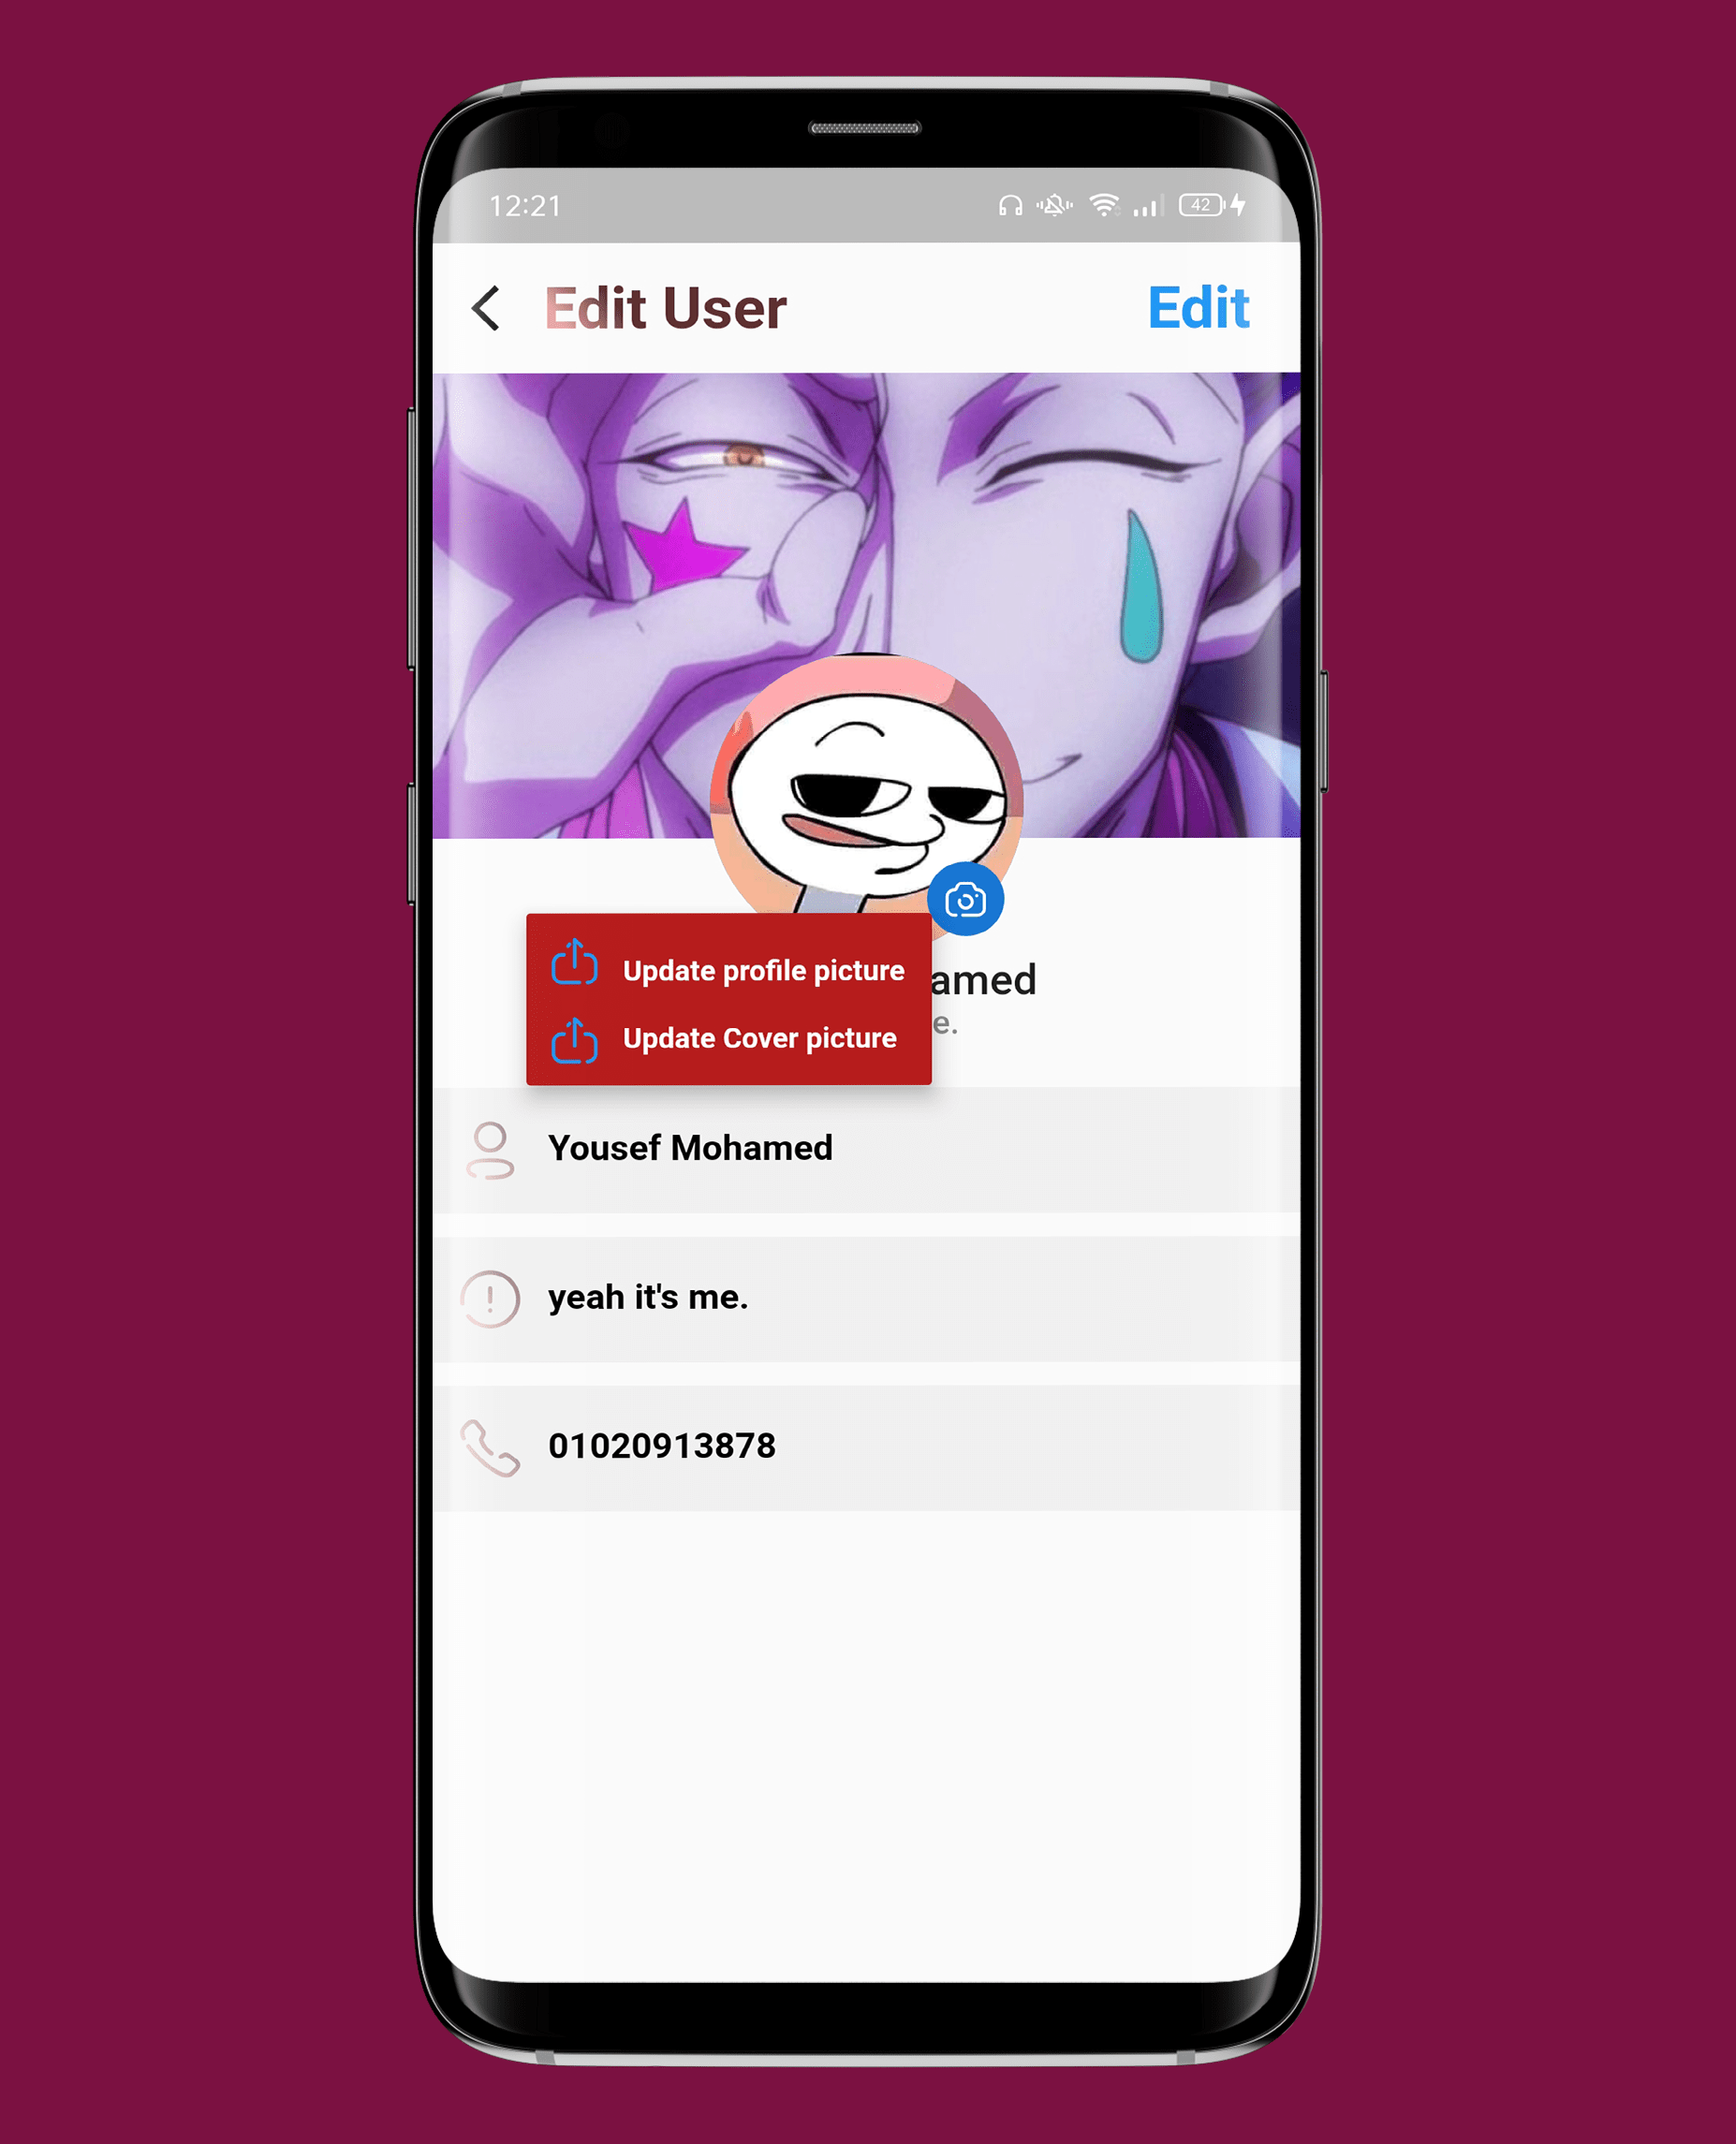 12:21
42
Edit User
Edit
Update profile picture
amed
e.
Update Cover picture
Yousef Mohamed
yeah it's me.
01020913878